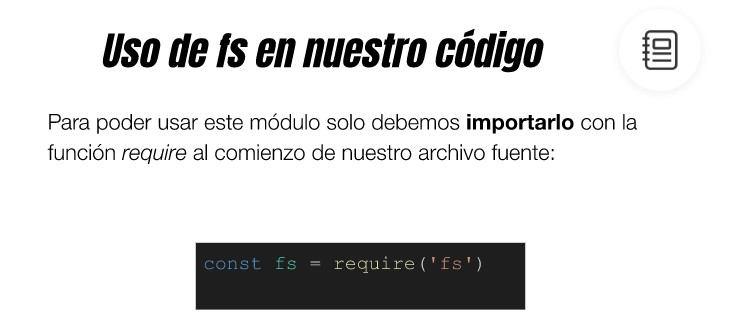 Uso de fs en nuestro código
Para poder usar este módulo solo debemos importarlo con la
función require al comienzo de nuestro archivo fuente:
const fs = require('fs')